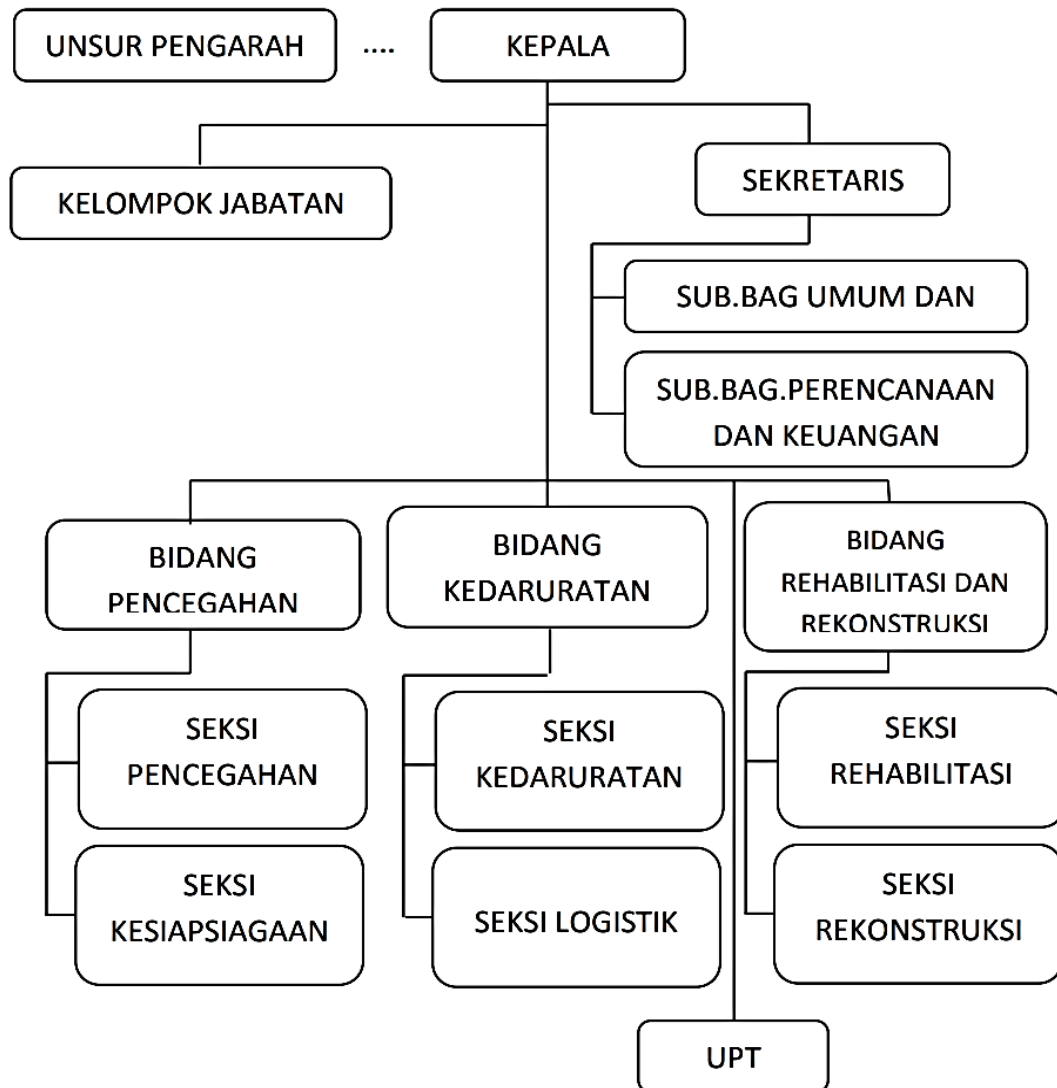 UNSUR PENGARAH
....
KEPALA
KELOMPOK JABATAN
SEKRETARIS
SUB.BAG UMUM DAN
SUB.BAG.PERENCANAAN
DAN KEUANGAN
BIDANG
PENCEGAHAN
BIDANG
KEDARURATAN
BIDANG
REHABILITASI DAN
REKONSTRUKSI
SEKSI
PENCEGAHAN
SEKSI
KEDARURATAN
SEKSI
REHABILITASI
SEKSI
KESIAPSIAGAAN
SEKSI LOGISTIK
SEKSI
REKONSTRUKSI
UPT